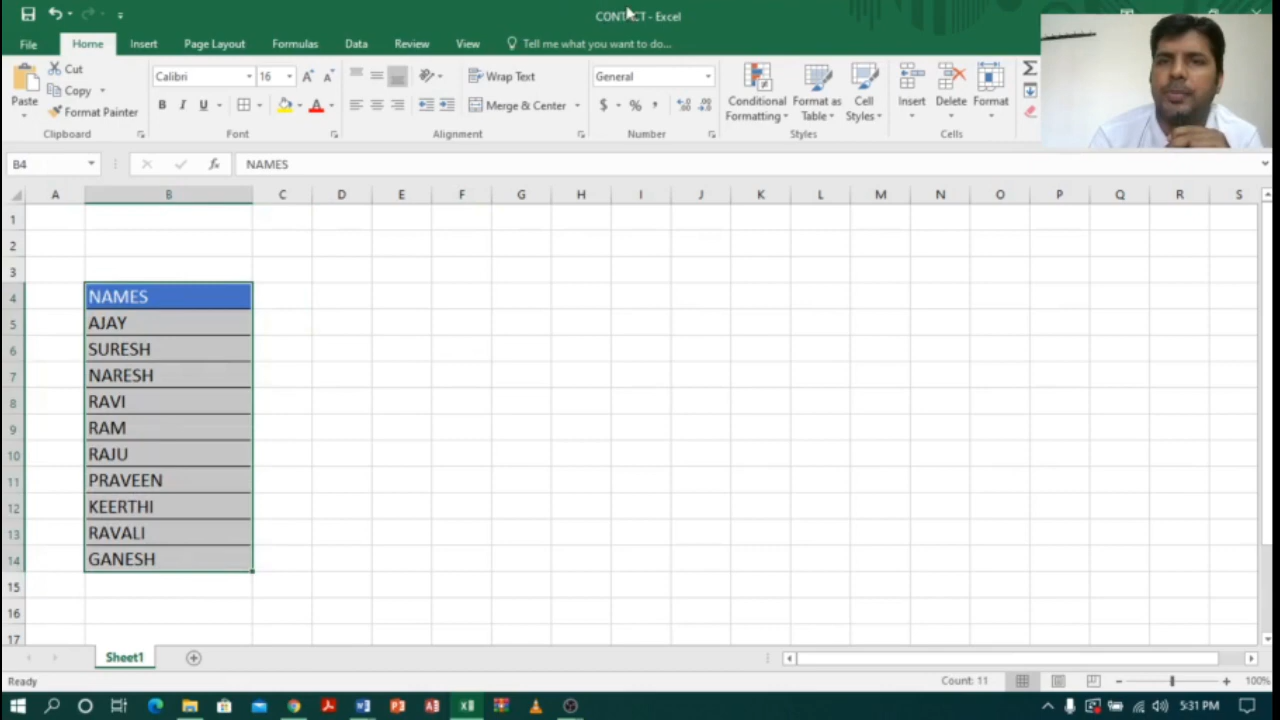 CONTACT - Excel
File Home Insert Page Layout Formulas Data Review View Tell me what you want to do...
Paste
Cut
Copy
Format Painter
Clipboard
Calibri 16
B I U
Font
Wrap Text
Merge & Center
Alignment
General
$ % ,
Number
Conditional Formatting
Format as Table
Cell Styles
Styles
Insert Delete Format
Cells
B4 fx NAMES
A B C D E F G H I J K L M N O P Q R S
1
2
3
4 NAMES
5 AJAY
6 SURESH
7 NARESH
8 RAVI
9 RAM
10 RAJU
11 PRAVEEN
12 KEERTHI
13 RAVALI
14 GANESH
15
16
17
Sheet1
Ready Count: 11 100%
5:31 PM